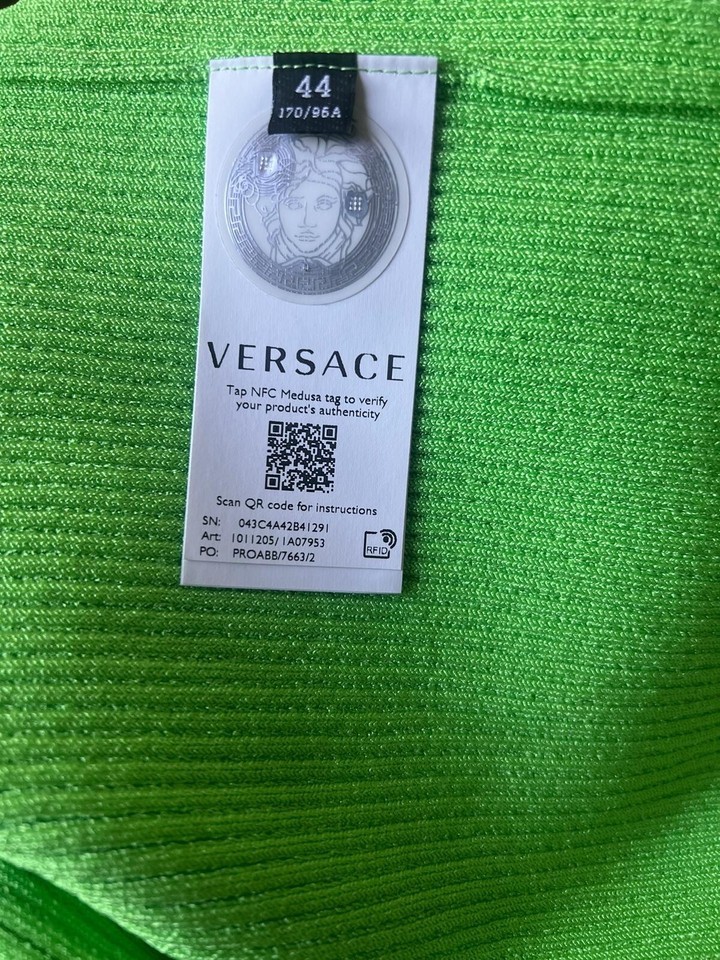 44
170/96A
VERSACE
Tap NFC Medusa tag to verify
your product's authenticity
Scan QR code for instructions
SN: 043C4A42B41291
Art: 1011205/1A07953
PO: PROABB/7663/2
RFID